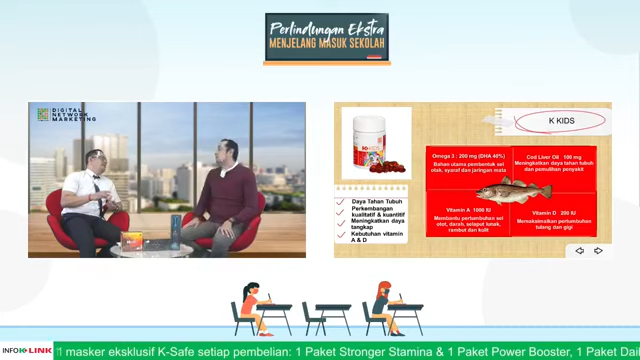 Perlindungan Ekstra
MENJELANG MASUK SEKOLAH
DIGITAL
NETWORK
MARKETING
K KIDS
Omega 3 : 200 mg (DHA 40%)
Bahan utama pembentuk sel
otak, syaraf dan jaringan mata
Cod Liver Oil 100 mg
Meningkatkan daya tahan tubuh
dan pemulihan penyakit
Vitamin A 1000 IU
Membantu pertumbuhan sel
otot, darah, selaput lunak,
rambut dan kulit
Vitamin D 200 IU
Memaksimalkan pertumbuhan
tulang dan gigi
Daya Tahan Tubuh
Perkembangan
kualitatif & kuantitif
Meningkatkan daya
tangkap
Kebutuhan vitamin
A & D
INFO K-LINK
masker eksklusif K-Safe setiap pembelian: 1 Paket Stronger Stamina & 1 Paket Power Booster, 1 Paket Dai